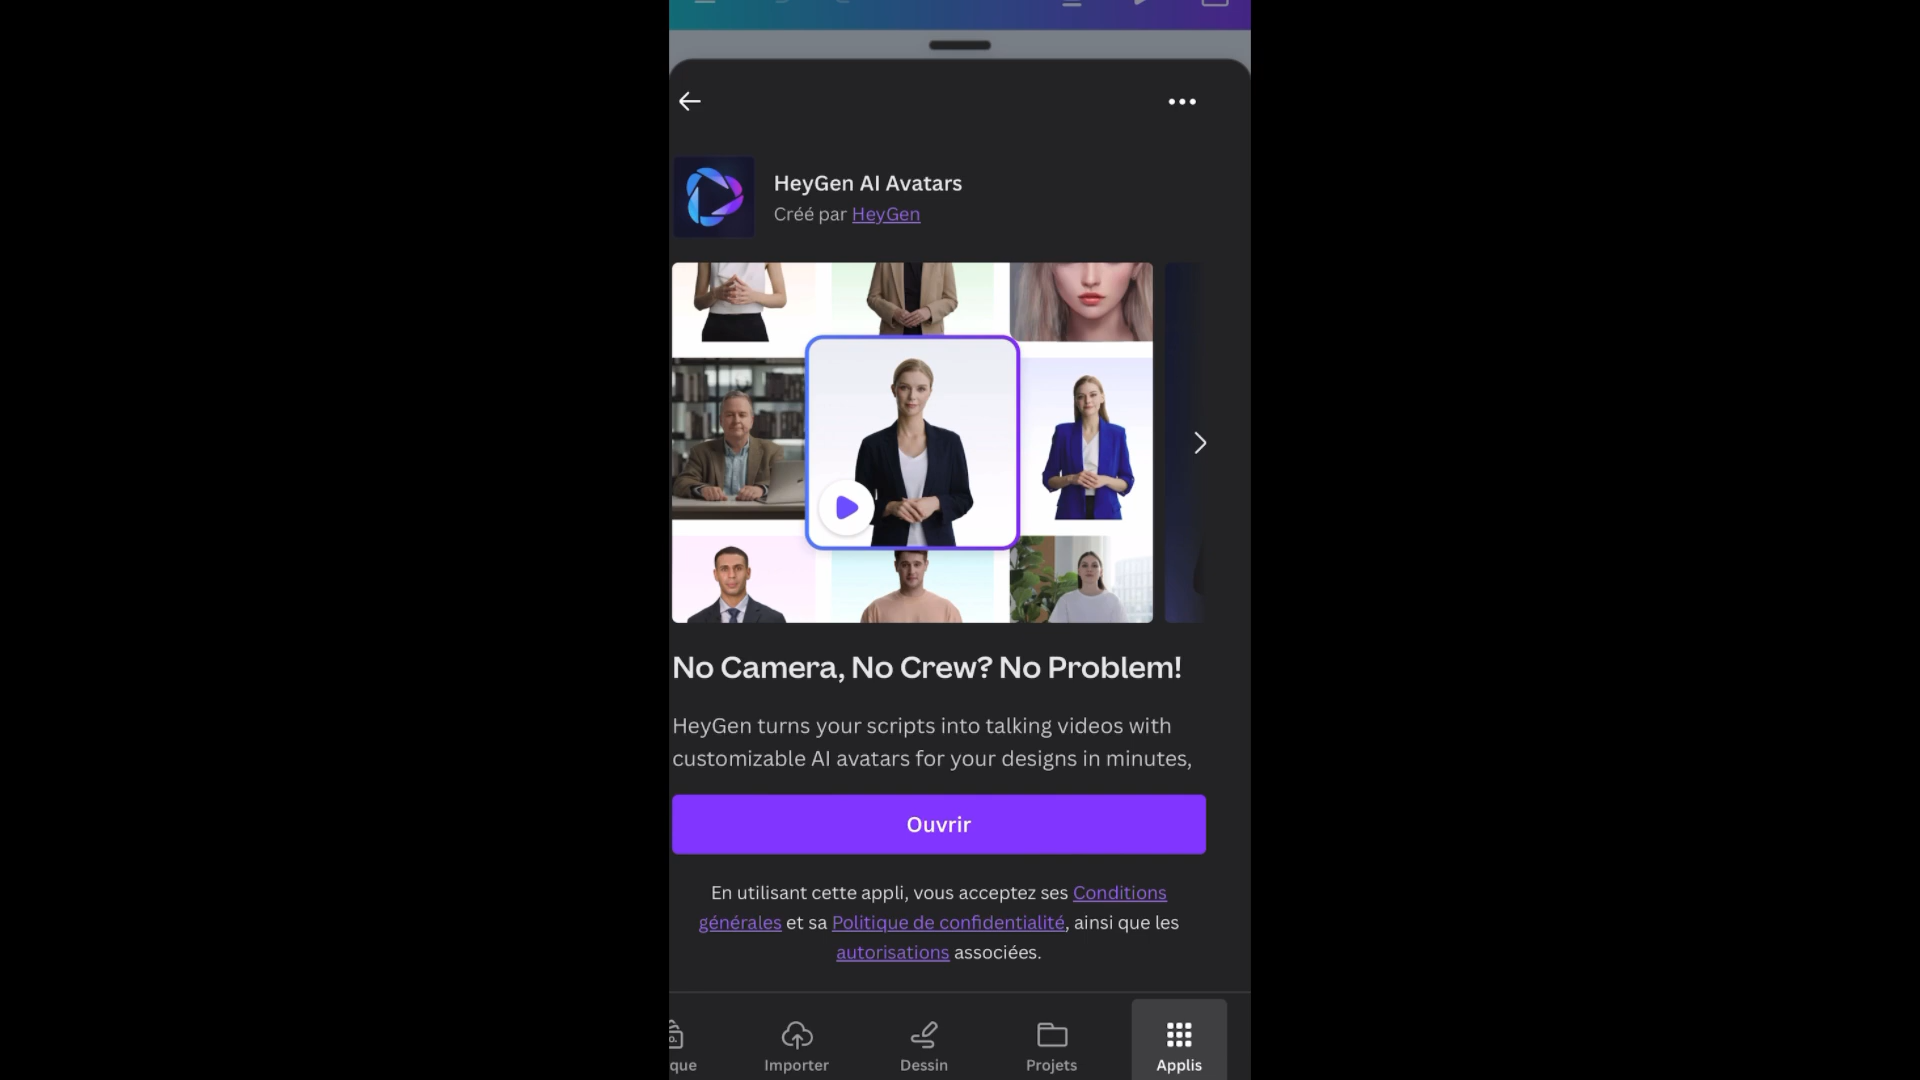 HeyGen AI Avatars
Créé par HeyGen
No Camera, No Crew? No Problem!
HeyGen turns your scripts into talking videos with
customizable AI avatars for your designs in minutes,
Ouvrir
En utilisant cette appli, vous acceptez ses Conditions
générales et sa Politique de confidentialité, ainsi que les
autorisations associées.
que Importer Dessin Projets Applis